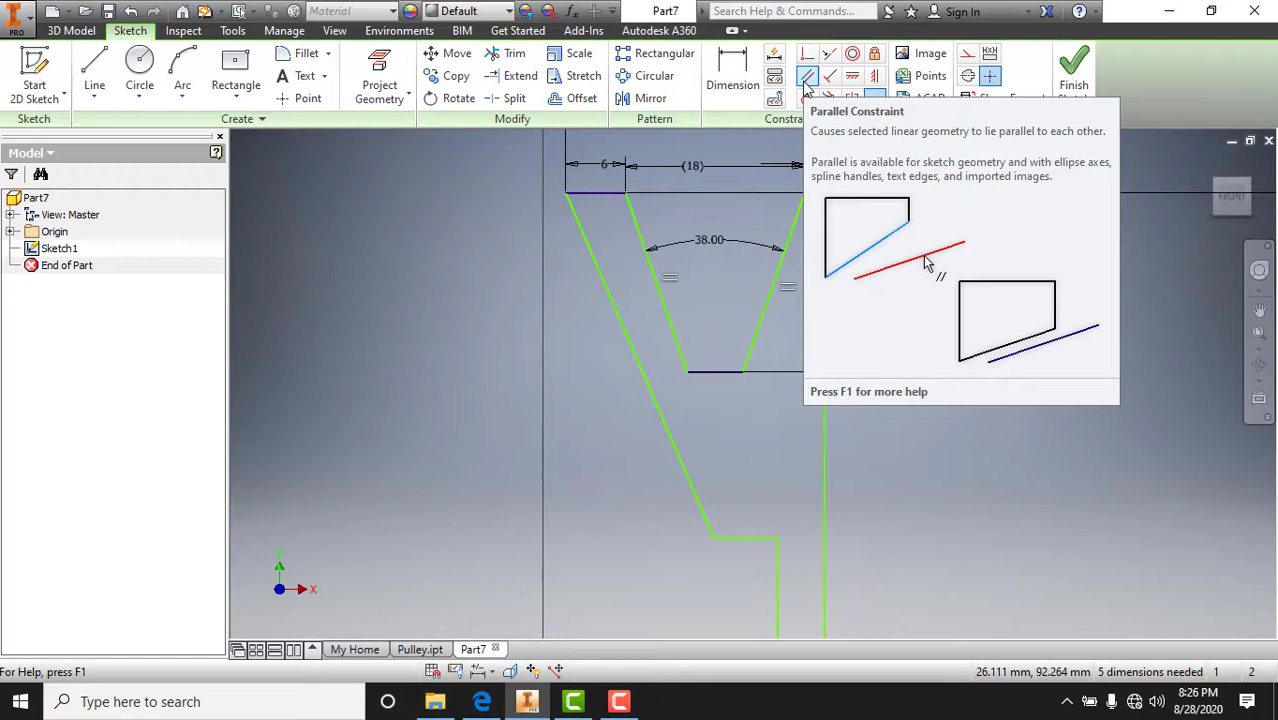 Material
Default
Part7
Search Help & Commands...
Sign In
PRO
3D Model
Sketch
Inspect
Tools
Manage
View
Environments
BIM
Get Started
Add-Ins
Autodesk A360
Start
2D Sketch
Line
Circle
Arc
Rectangle
Fillet
Text
Point
Project
Geometry
Move
Copy
Rotate
Trim
Extend
Split
Scale
Stretch
Offset
Rectangular
Circular
Mirror
Dimension
Image
Points
ACAD
Finish
Sketch
Create
Modify
Pattern
Model
Part7
View: Master
Origin
Sketch1
End of Part
Parallel Constraint
Causes selected linear geometry to lie parallel to each other.
Parallel is available for sketch geometry and with ellipse axes,
spline handles, text edges, and imported images.
Press F1 for more help
6
(18)
38.00
FRONT
Y
X
My Home
Pulley.ipt
Part7
For Help, press F1
26.111 mm, 92.264 mm
5 dimensions needed
1
2
Type here to search
8:26 PM
8/28/2020